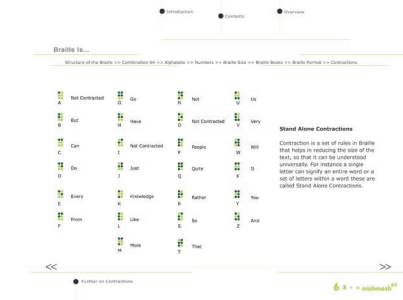 Introduction
Contents
Overview
Braille Is...
Structure of the Braille >> Combination 64 >> Alphabets >> Numbers >> Braille Size >> Braille Books >> Braille Format >> Contractions
A Not Contracted
B But
C Can
D Do
E Every
F From
G Go
H Have
I Not Contracted
J Just
K Knowledge
L Like
M More
N Not
O Not Contracted
P People
Q Quite
R Rather
S So
T That
U Us
V Very
W Will
X It
Y You
Z And
Stand Alone Contractions
Contraction is a set of rules in Braille
that helps in reducing the size of the
text, so that it can be understood
universally. For instance a single
letter can signify an entire word or a
set of letters within a word these are
called Stand Alone Contractions.
<<
>>
Further on Contractions
mishmash